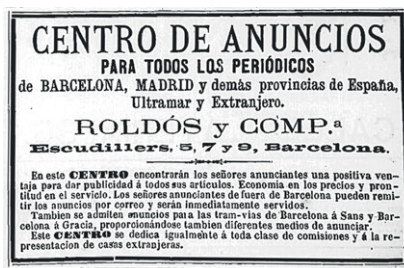 CENTRO DE ANUNCIOS
PARA TODOS LOS PERIÓDICOS
de BARCELONA, MADRID y demàs provincias de España,
Ultramar y Extranjero.
ROLDÓS y COMP.ª
Escudillers, 5, 7 y 9, Barcelona.
En este CENTRO encontrarán los señores anunciantes una positiva ven-
taja para dar publicidad á todos sus articulos. Economía en los precios y pron-
titud en el servicio. Los señores anunciantes de fuera de Barcelona pueden remi-
tir los anuncios por correo y serán inmediatamente servidos.
Tambien se admiten anuncios para las tram-vias de Barcelona á Sans y Bar-
celona á Gracia, proporcionándose tambien diferentes medios de anunciar.
Este CENTRO se dedica igualmente á toda clase de comisiones y á la re-
presentacion de casas extranjeras.